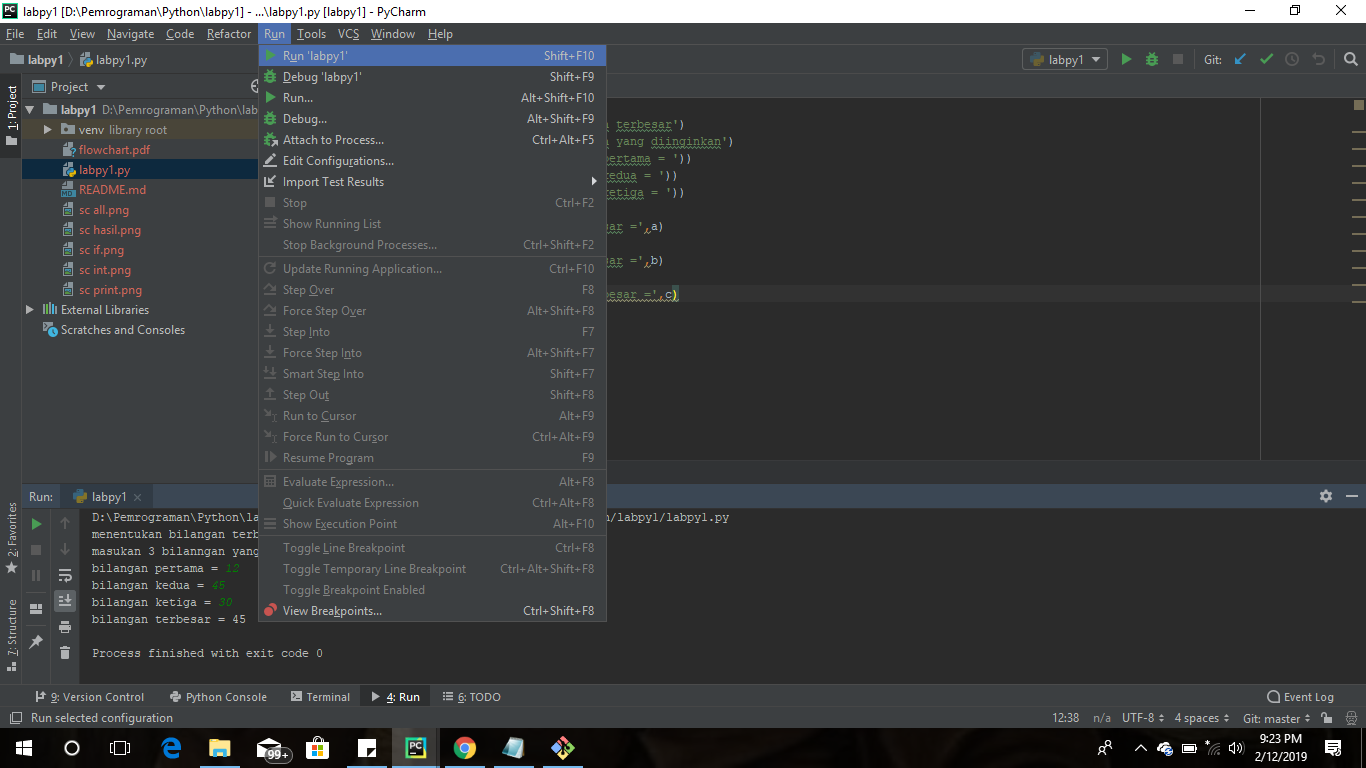 labpy1 [D:\Pemrograman\Python\labpy1] - ...\labpy1.py [labpy1] - PyCharm
File Edit View Navigate Code Refactor Run Tools VCS Window Help
labpy1 labpy1.py
labpy1 Git:
Project
1: Project
labpy1 D:\Pemrograman\Python\lab
venv library root
flowchart.pdf
labpy1.py
README.md
sc all.png
sc hasil.png
sc if.png
sc int.png
sc print.png
External Libraries
Scratches and Consoles
Run 'labpy1' Shift+F10
Debug 'labpy1' Shift+F9
Run... Alt+Shift+F10
Debug... Alt+Shift+F9
Attach to Process... Ctrl+Alt+F5
Edit Configurations...
Import Test Results
Stop Ctrl+F2
Show Running List
Stop Background Processes... Ctrl+Shift+F2
Update Running Application... Ctrl+F10
Step Over F8
Force Step Over Alt+Shift+F8
Step Into F7
Force Step Into Alt+Shift+F7
Smart Step Into Shift+F7
Step Out Shift+F8
Run to Cursor Alt+F9
Force Run to Cursor Ctrl+Alt+F9
Resume Program F9
Evaluate Expression... Alt+F8
Quick Evaluate Expression Ctrl+Alt+F8
Show Execution Point Alt+F10
Toggle Line Breakpoint Ctrl+F8
Toggle Temporary Line Breakpoint Ctrl+Alt+Shift+F8
Toggle Breakpoint Enabled
View Breakpoints... Ctrl+Shift+F8
terbesar')
yang diinginkan')
pertama = '))
kedua = '))
ketiga = '))
sar =',a)
sar =',b)
besar =',c)
Run: labpy1
D:\Pemrograman\Python\la
n/labpy1/labpy1.py
menentukan bilangan terb
masukan 3 bilanngan yang
bilangan pertama = 12
bilangan kedua = 45
bilangan ketiga = 30
bilangan terbesar = 45
Process finished with exit code 0
2: Favorites
7: Structure
9: Version Control Python Console Terminal 4: Run 6: TODO Event Log
Run selected configuration 12:38 n/a UTF-8 4 spaces Git: master
99+
9:23 PM
2/12/2019